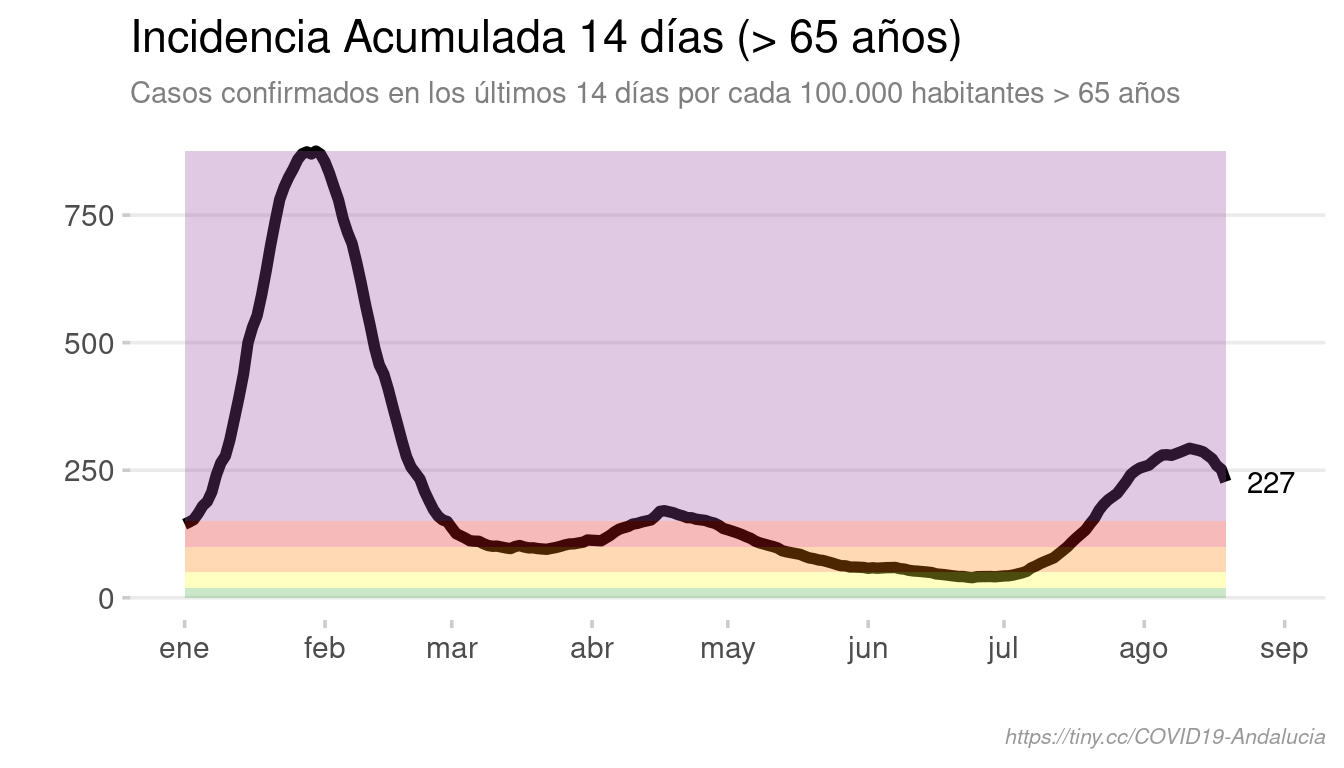 Incidencia Acumulada 14 días (> 65 años)
Casos confirmados en los últimos 14 días por cada 100.000 habitantes > 65 años
750
500
250
227
0
ene feb mar abr may jun jul ago sep
https://tiny.cc/COVID19-Andalucia